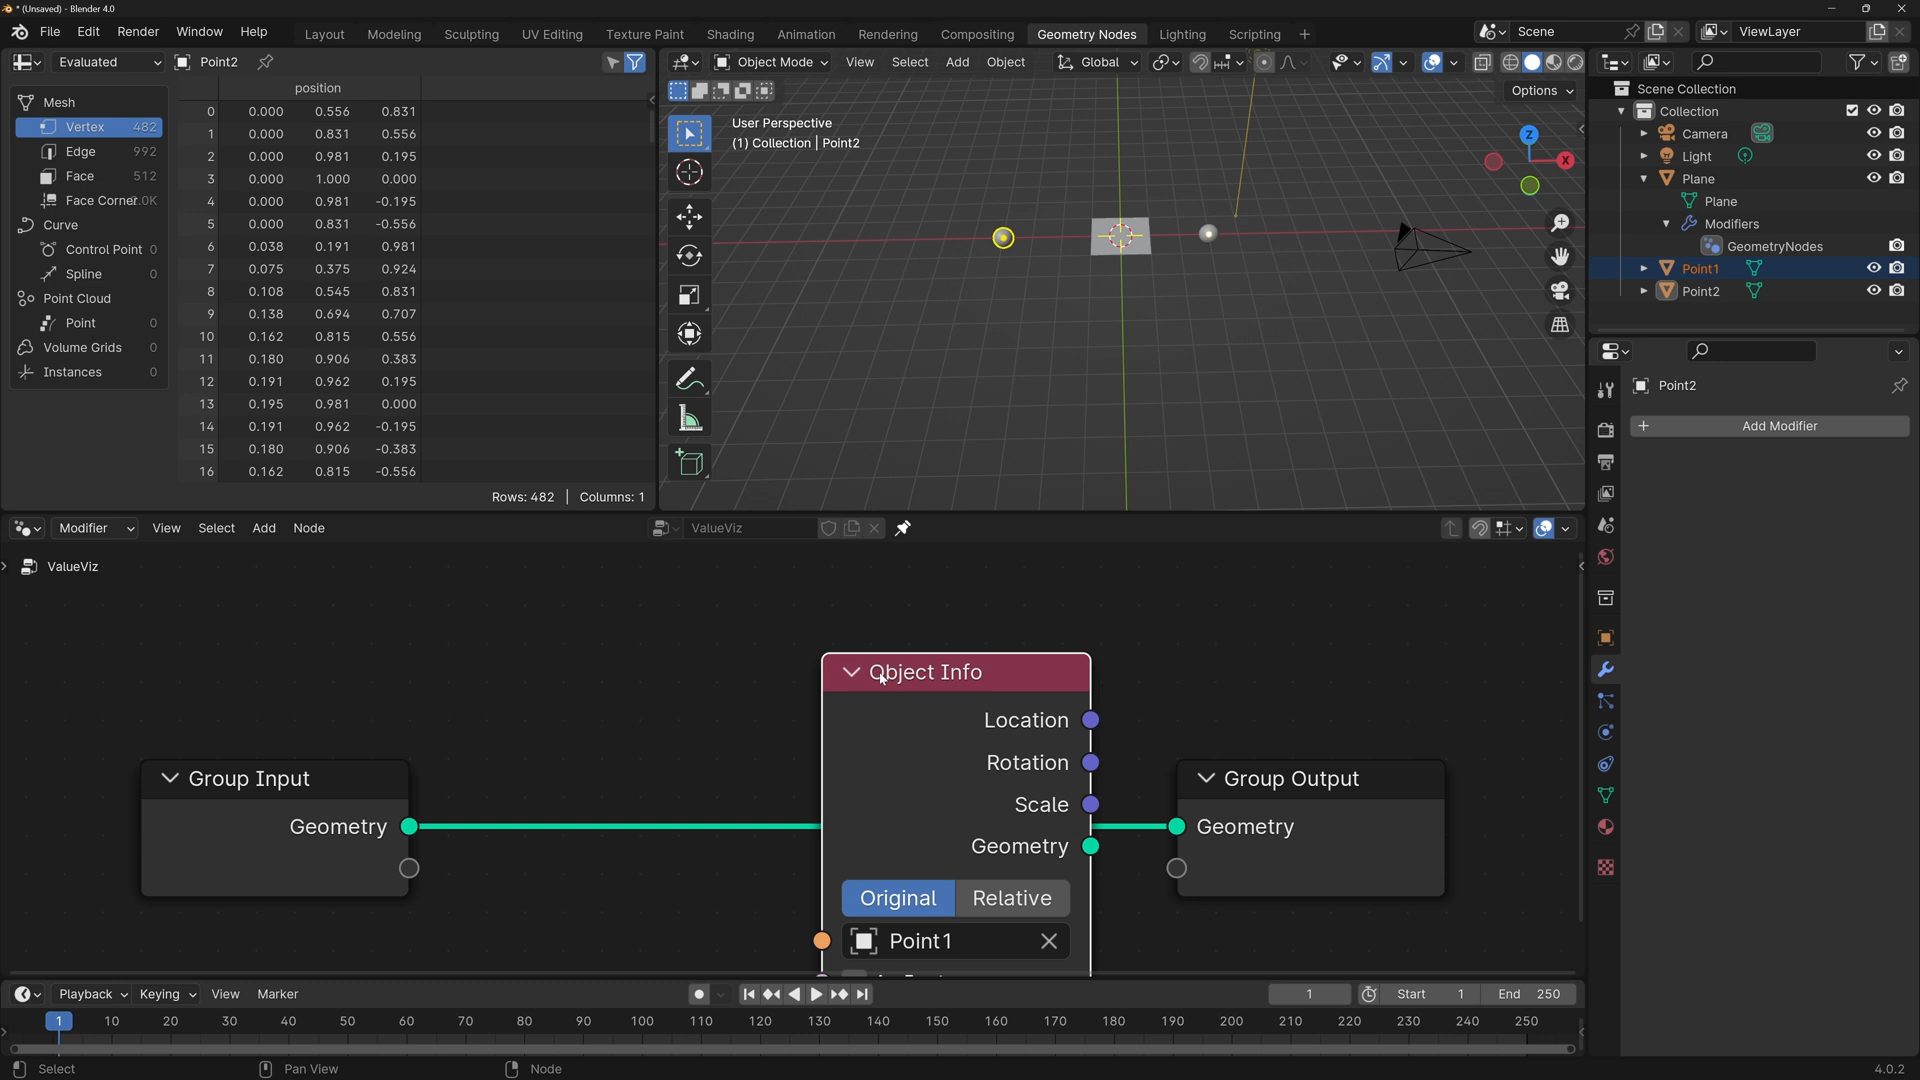 * (Unsaved) - Blender 4.0
File Edit Render Window Help Layout Modeling Sculpting UV Editing Texture Paint Shading Animation Rendering Compositing Geometry Nodes Lighting Scripting + Scene ViewLayer
Evaluated Point2
position
Mesh
Vertex 482
Edge 992
Face 512
Face Corner 2.0K
Curve
Control Point 0
Spline 0
Point Cloud
Point 0
Volume Grids 0
Instances 0
0 0.000 0.556 0.831
1 0.000 0.831 0.556
2 0.000 0.981 0.195
3 0.000 1.000 0.000
4 0.000 0.981 -0.195
5 0.000 0.831 -0.556
6 0.038 0.191 0.981
7 0.075 0.375 0.924
8 0.108 0.545 0.831
9 0.138 0.694 0.707
10 0.162 0.815 0.556
11 0.180 0.906 0.383
12 0.191 0.962 0.195
13 0.195 0.981 0.000
14 0.191 0.962 -0.195
15 0.180 0.906 -0.383
16 0.162 0.815 -0.556
Rows: 482 | Columns: 1
Object Mode View Select Add Object Global
Options
User Perspective
(1) Collection | Point2
Z
X
Scene Collection
Collection
Camera
Light
Plane
Plane
Modifiers
GeometryNodes
Point1
Point2
Point2
+ Add Modifier
Modifier View Select Add Node ValueViz
ValueViz
Group Input
Geometry
Object Info
Location
Rotation
Scale
Geometry
Original Relative
Point1
Group Output
Geometry
Playback Keying View Marker 1 Start 1 End 250
1 10 20 30 40 50 60 70 80 90 100 110 120 130 140 150 160 170 180 190 200 210 220 230 240 250
Select Pan View Node 4.0.2